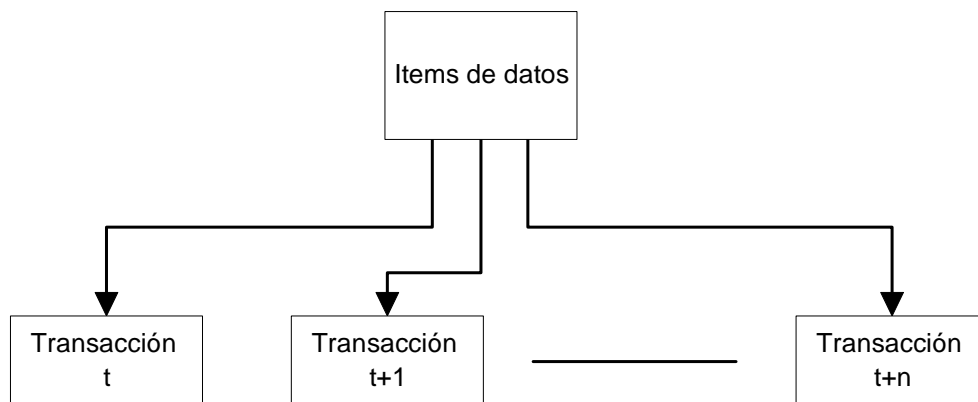 Items de datos
Transacción
t
Transacción
t+1
Transacción
t+n